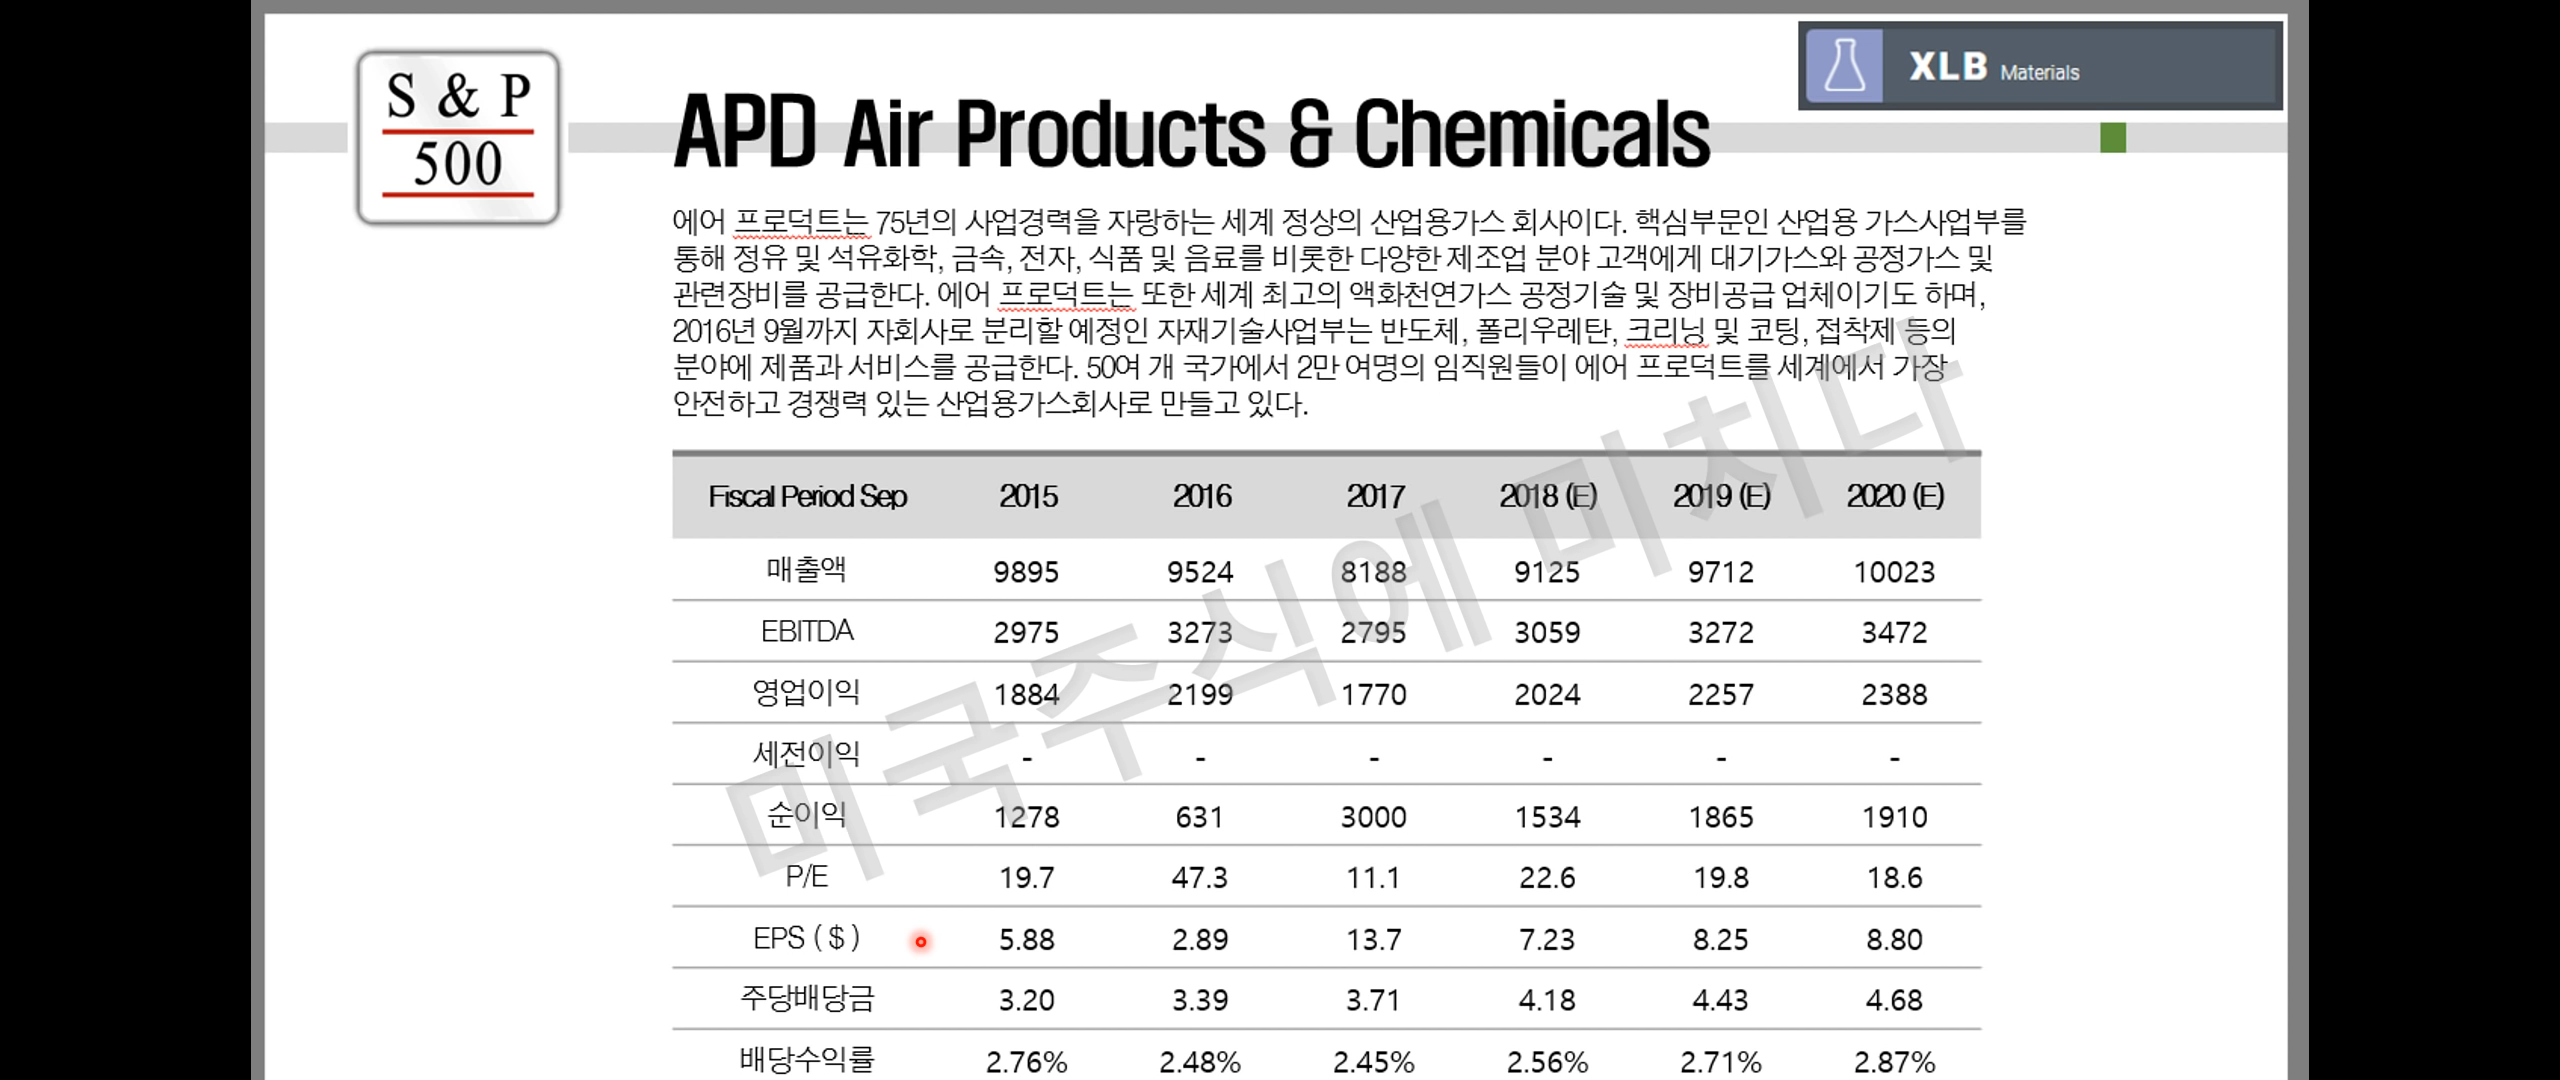 S & P
500
XLB Materials
APD Air Products & Chemicals
에어 프로덕트는 75년의 사업경력을 자랑하는 세계 정상의 산업용가스 회사이다. 핵심부문인 산업용 가스사업부를
통해 정유 및 석유화학, 금속, 전자, 식품 및 음료를 비롯한 다양한 제조업 분야 고객에게 대기가스와 공정가스 및
관련장비를 공급한다. 에어 프로덕트는 또한 세계 최고의 액화천연가스 공정기술 및 장비공급 업체이기도 하며,
2016년 9월까지 자회사로 분리할 예정인 자재기술사업부는 반도체, 폴리우레탄, 크리닝 및 코팅, 접착제 등의
분야에 제품과 서비스를 공급한다. 50여 개 국가에서 2만 여명의 임직원들이 에어 프로덕트를 세계에서 가장
안전하고 경쟁력 있는 산업용가스회사로 만들고 있다.
Fiscal Period Sep 2015 2016 2017 2018 (E) 2019 (E) 2020 (E)
매출액 9895 9524 8188 9125 9712 10023
EBITDA 2975 3273 2795 3059 3272 3472
영업이익 1884 2199 1770 2024 2257 2388
세전이익 - - - - - -
순이익 1278 631 3000 1534 1865 1910
P/E 19.7 47.3 11.1 22.6 19.8 18.6
EPS ( $ ) 5.88 2.89 13.7 7.23 8.25 8.80
주당배당금 3.20 3.39 3.71 4.18 4.43 4.68
배당수익률 2.76% 2.48% 2.45% 2.56% 2.71% 2.87%
미국주식에 미치다